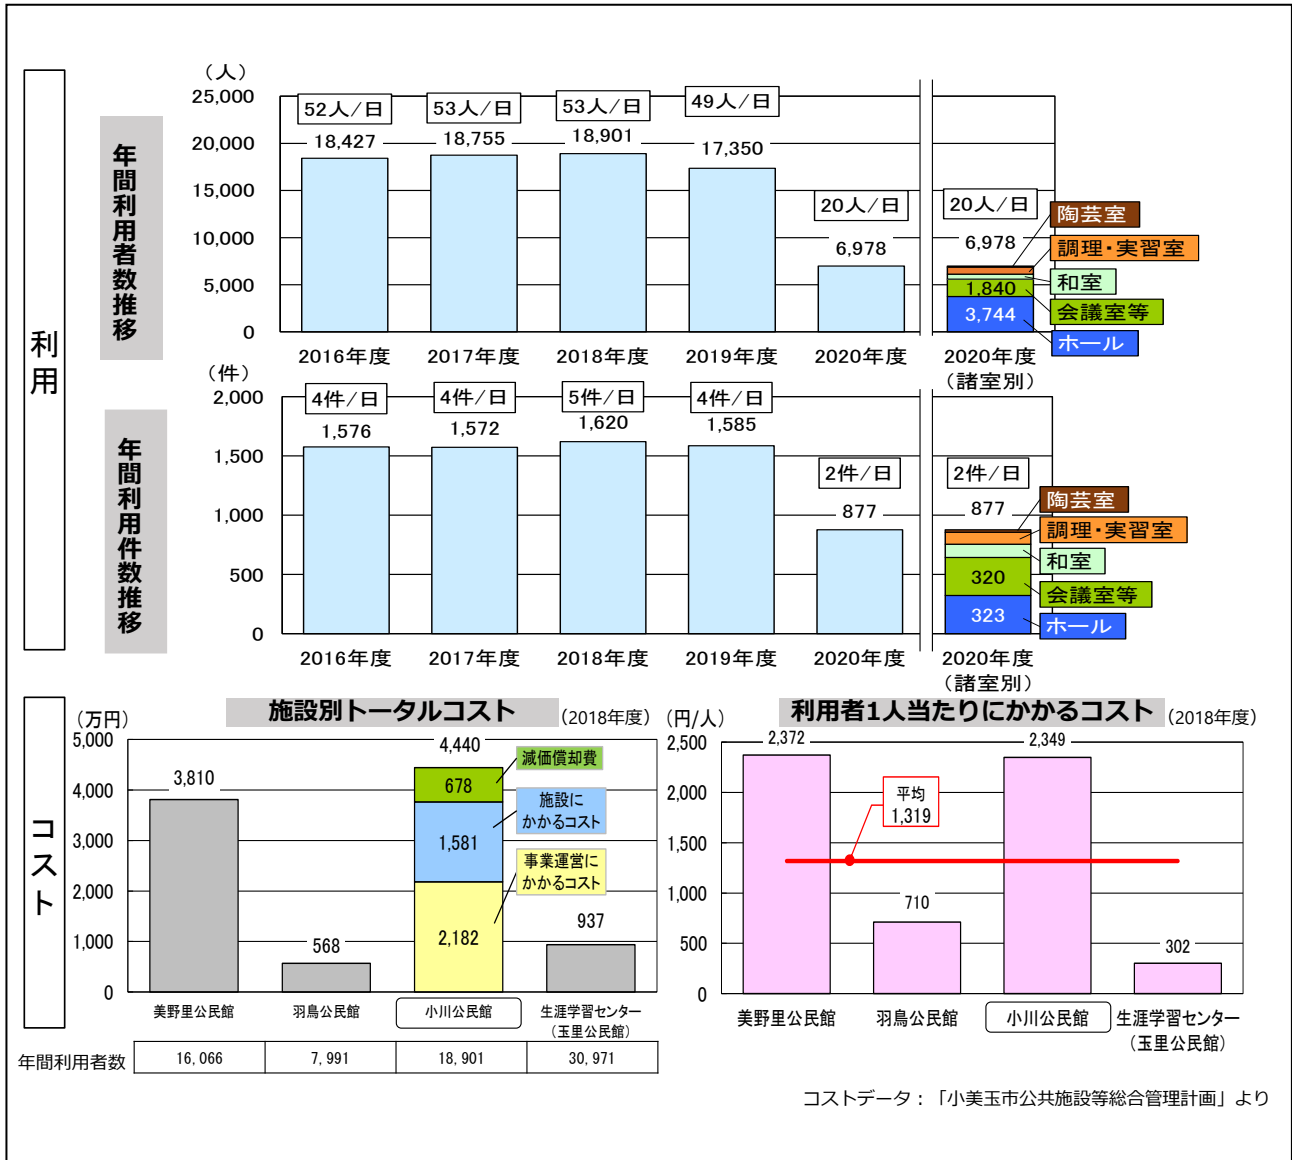 利用
年間利用者数推移
（人）
25,000
20,000
15,000
10,000
5,000
0
52人/日
53人/日
53人/日
49人/日
20人/日
20人/日
18,427
18,755
18,901
17,350
6,978
6,978
1,840
3,744
陶芸室
調理・実習室
和室
会議室等
ホール
2016年度
2017年度
2018年度
2019年度
2020年度
2020年度
（諸室別）
年間利用件数推移
（件）
2,000
1,500
1,000
500
0
4件/日
4件/日
5件/日
4件/日
2件/日
2件/日
1,576
1,572
1,620
1,585
877
877
320
323
陶芸室
調理・実習室
和室
会議室等
ホール
2016年度
2017年度
2018年度
2019年度
2020年度
2020年度
（諸室別）
コスト
施設別トータルコスト
（2018年度）
（万円）
5,000
4,000
3,000
2,000
1,000
0
3,810
568
4,440
678
1,581
2,182
937
減価償却費
施設に
かかるコスト
事業運営に
かかるコスト
美野里公民館
羽鳥公民館
小川公民館
生涯学習センター
（玉里公民館）
年間利用者数
16,066
7,991
18,901
30,971
利用者1人当たりにかかるコスト
（2018年度）
（円/人）
2,500
2,000
1,500
1,000
500
0
2,372
710
2,349
302
平均
1,319
美野里公民館
羽鳥公民館
小川公民館
生涯学習センター
（玉里公民館）
コストデータ：「小美玉市公共施設等総合管理計画」より